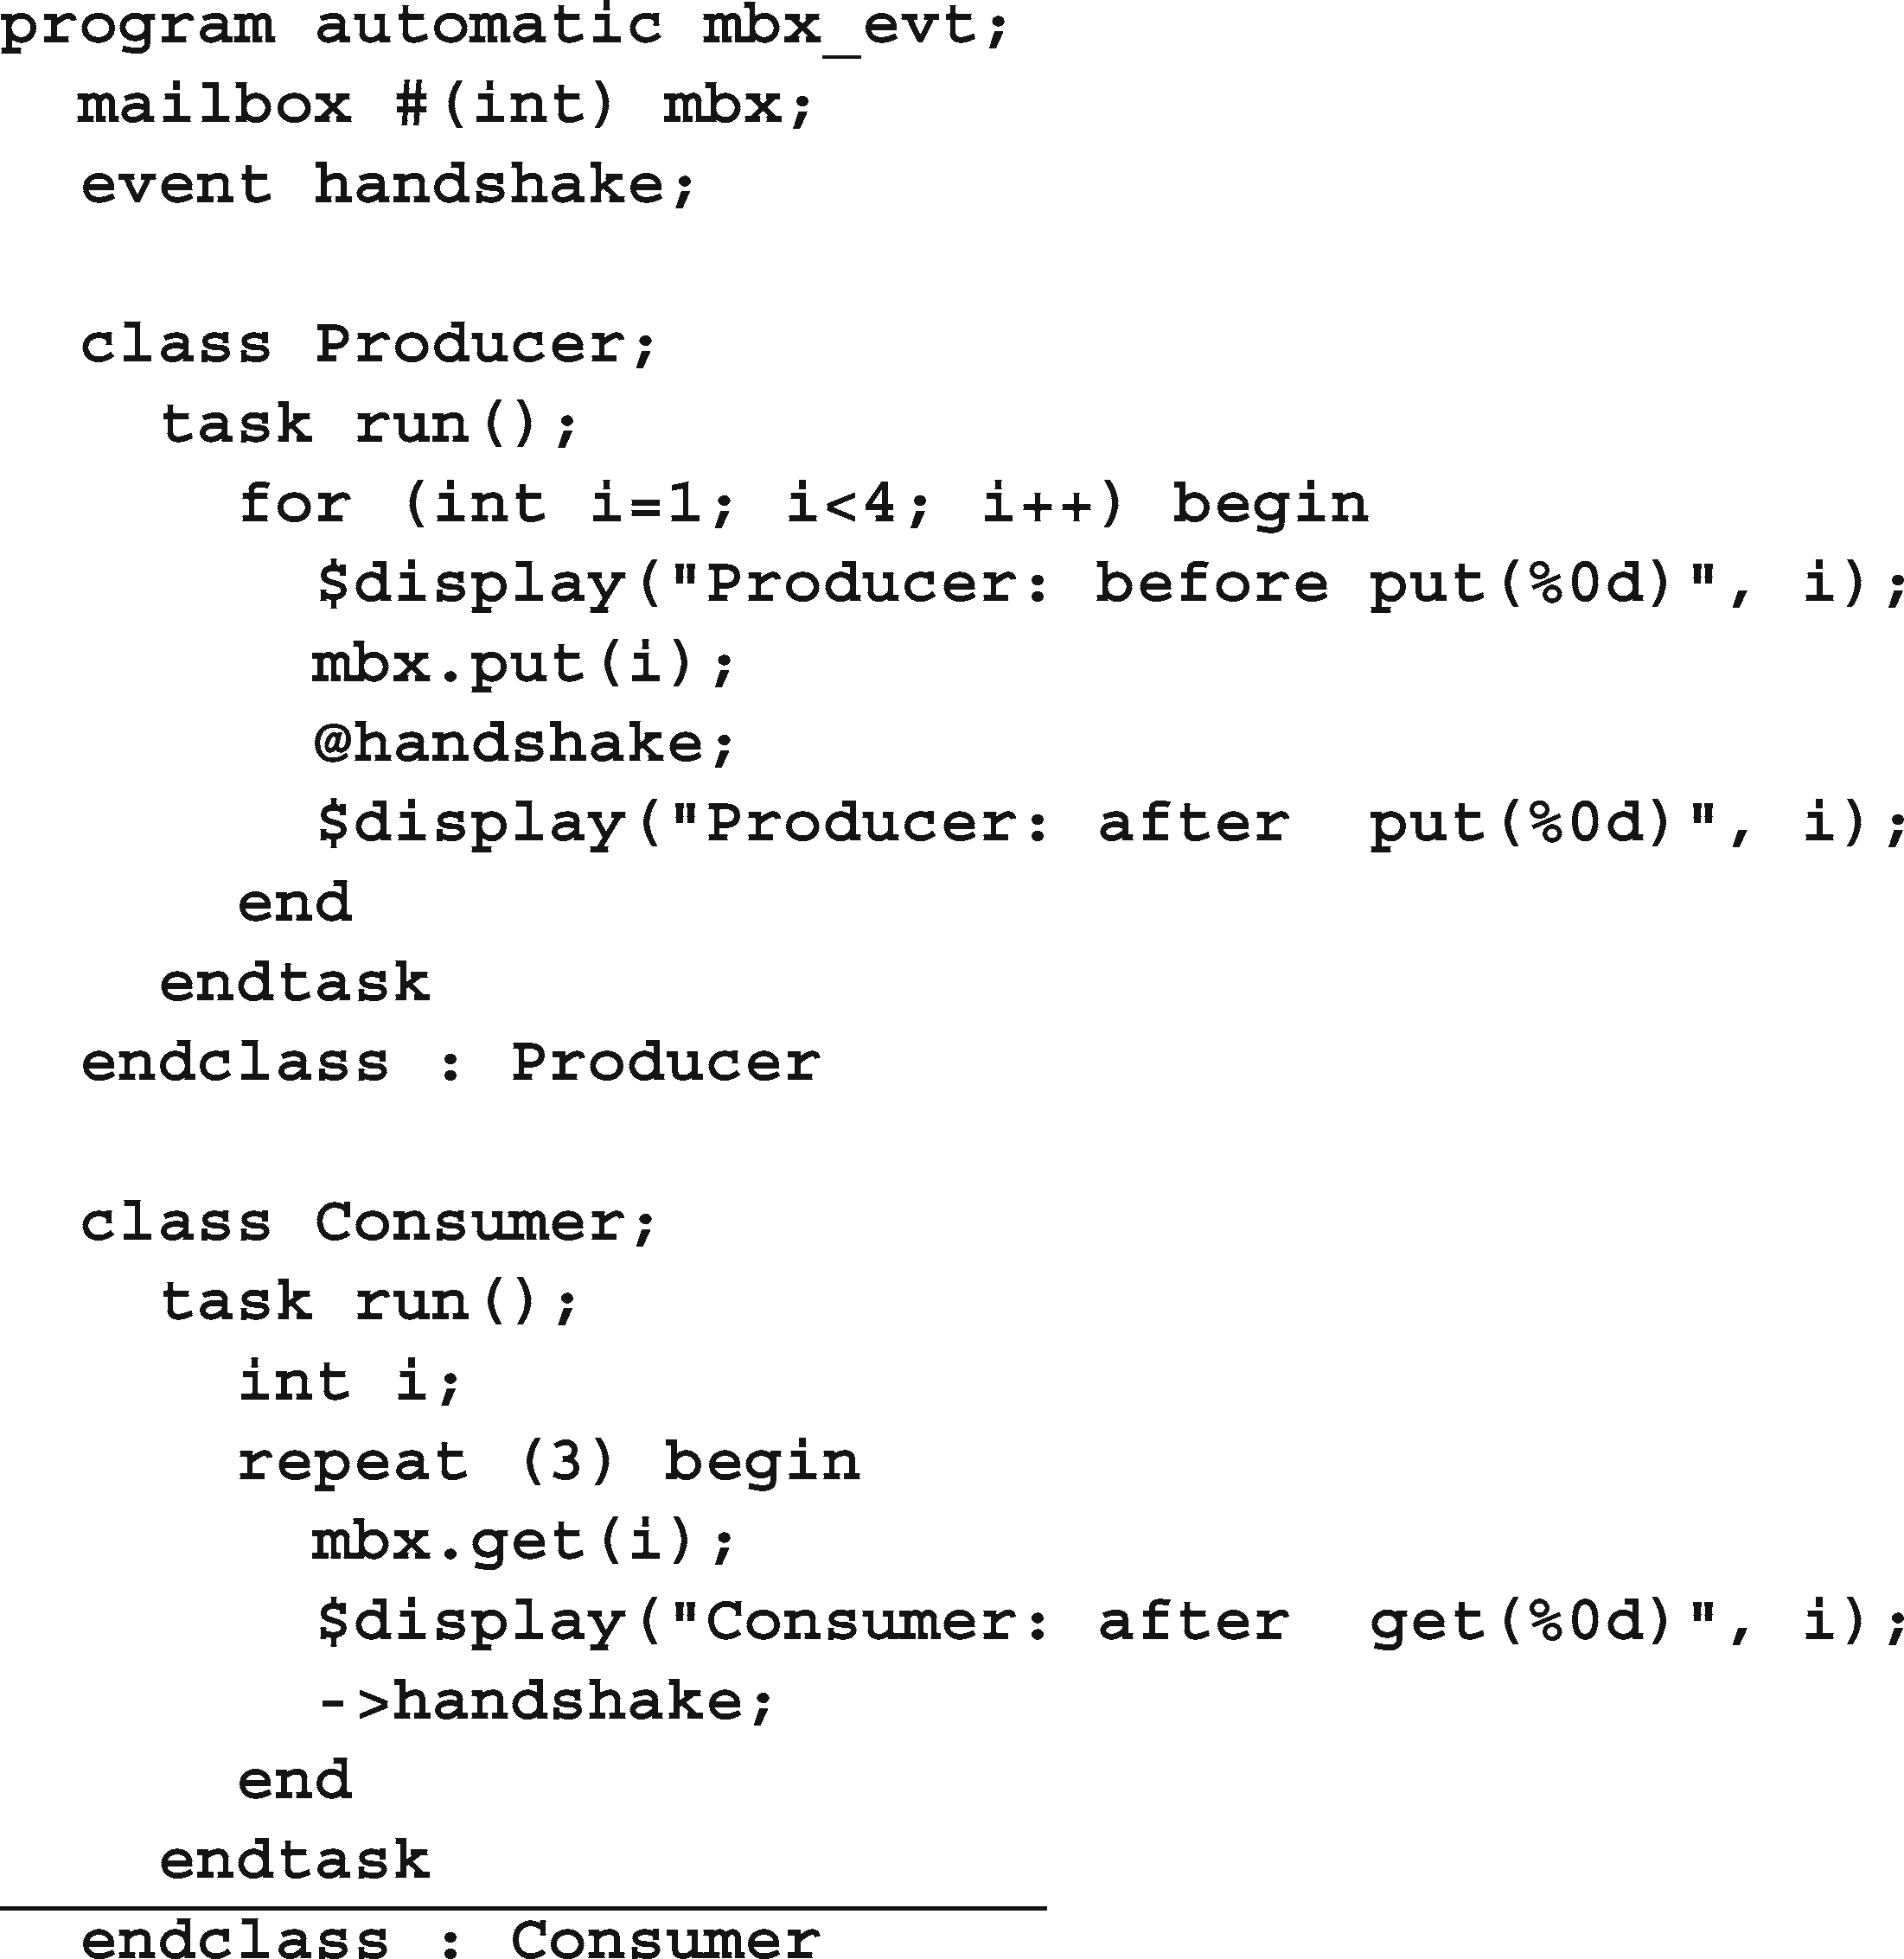 program automatic mbx_evt;
  mailbox #(int) mbx;
  event handshake;

  class Producer;
    task run();
      for (int i=1; i<4; i++) begin
        $display("Producer: before put(%0d)", i);
        mbx.put(i);
        @handshake;
        $display("Producer: after  put(%0d)", i);
      end
    endtask
  endclass : Producer

  class Consumer;
    task run();
      int i;
      repeat (3) begin
        mbx.get(i);
        $display("Consumer: after  get(%0d)", i);
        ->handshake;
      end
    endtask
  endclass : Consumer